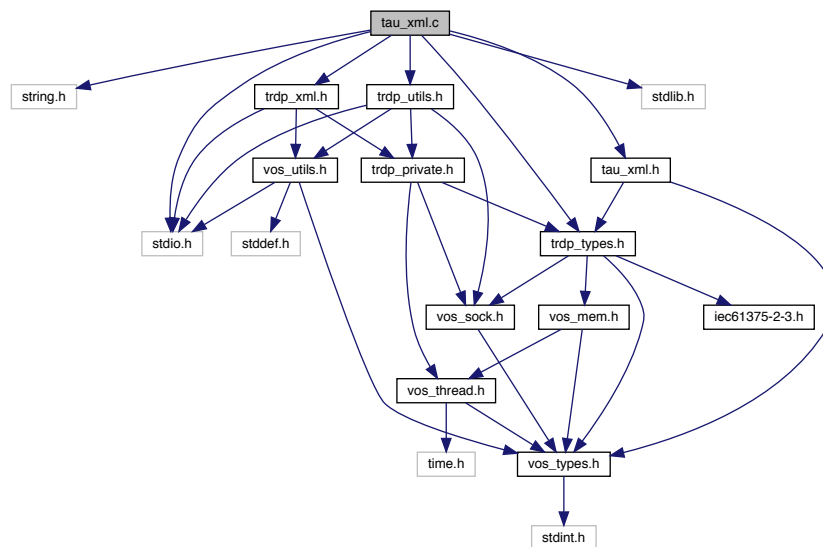 tau_xml.c
string.h
trdp_xml.h
trdp_utils.h
stdlib.h
vos_utils.h
trdp_private.h
tau_xml.h
stdio.h
stddef.h
trdp_types.h
vos_sock.h
vos_mem.h
iec61375-2-3.h
vos_thread.h
time.h
vos_types.h
stdint.h